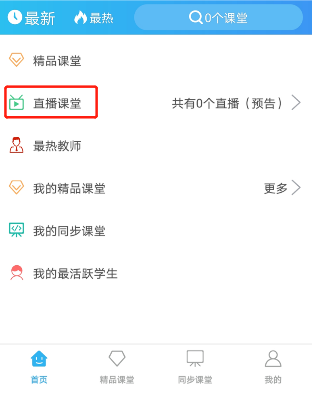 最新 最热 0个课堂
精品课堂
直播课堂 共有0个直播（预告）
最热教师
我的精品课堂 更多
我的同步课堂
我的最活跃学生
首页 精品课堂 同步课堂 我的